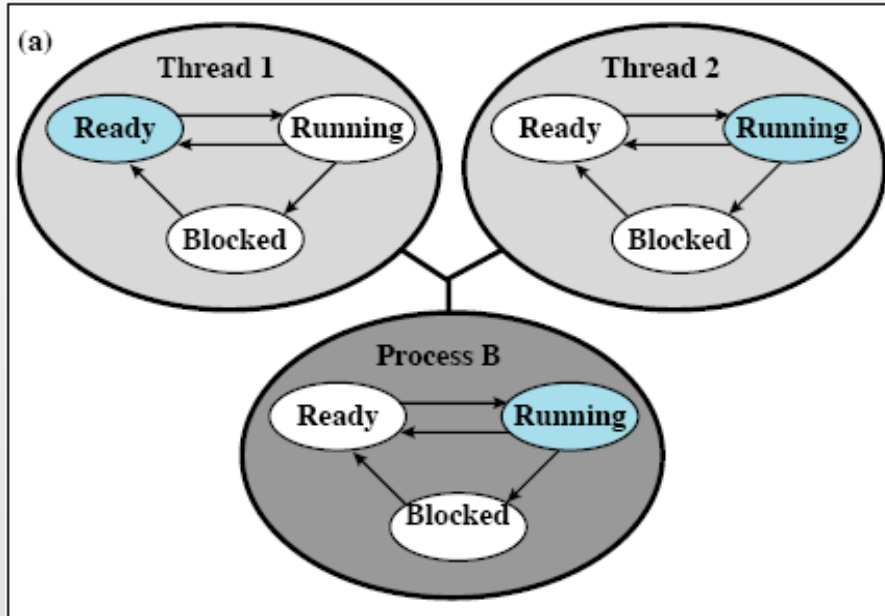 (a)
Thread 1
Ready
Running
Blocked
Thread 2
Ready
Running
Blocked
Process B
Ready
Running
Blocked